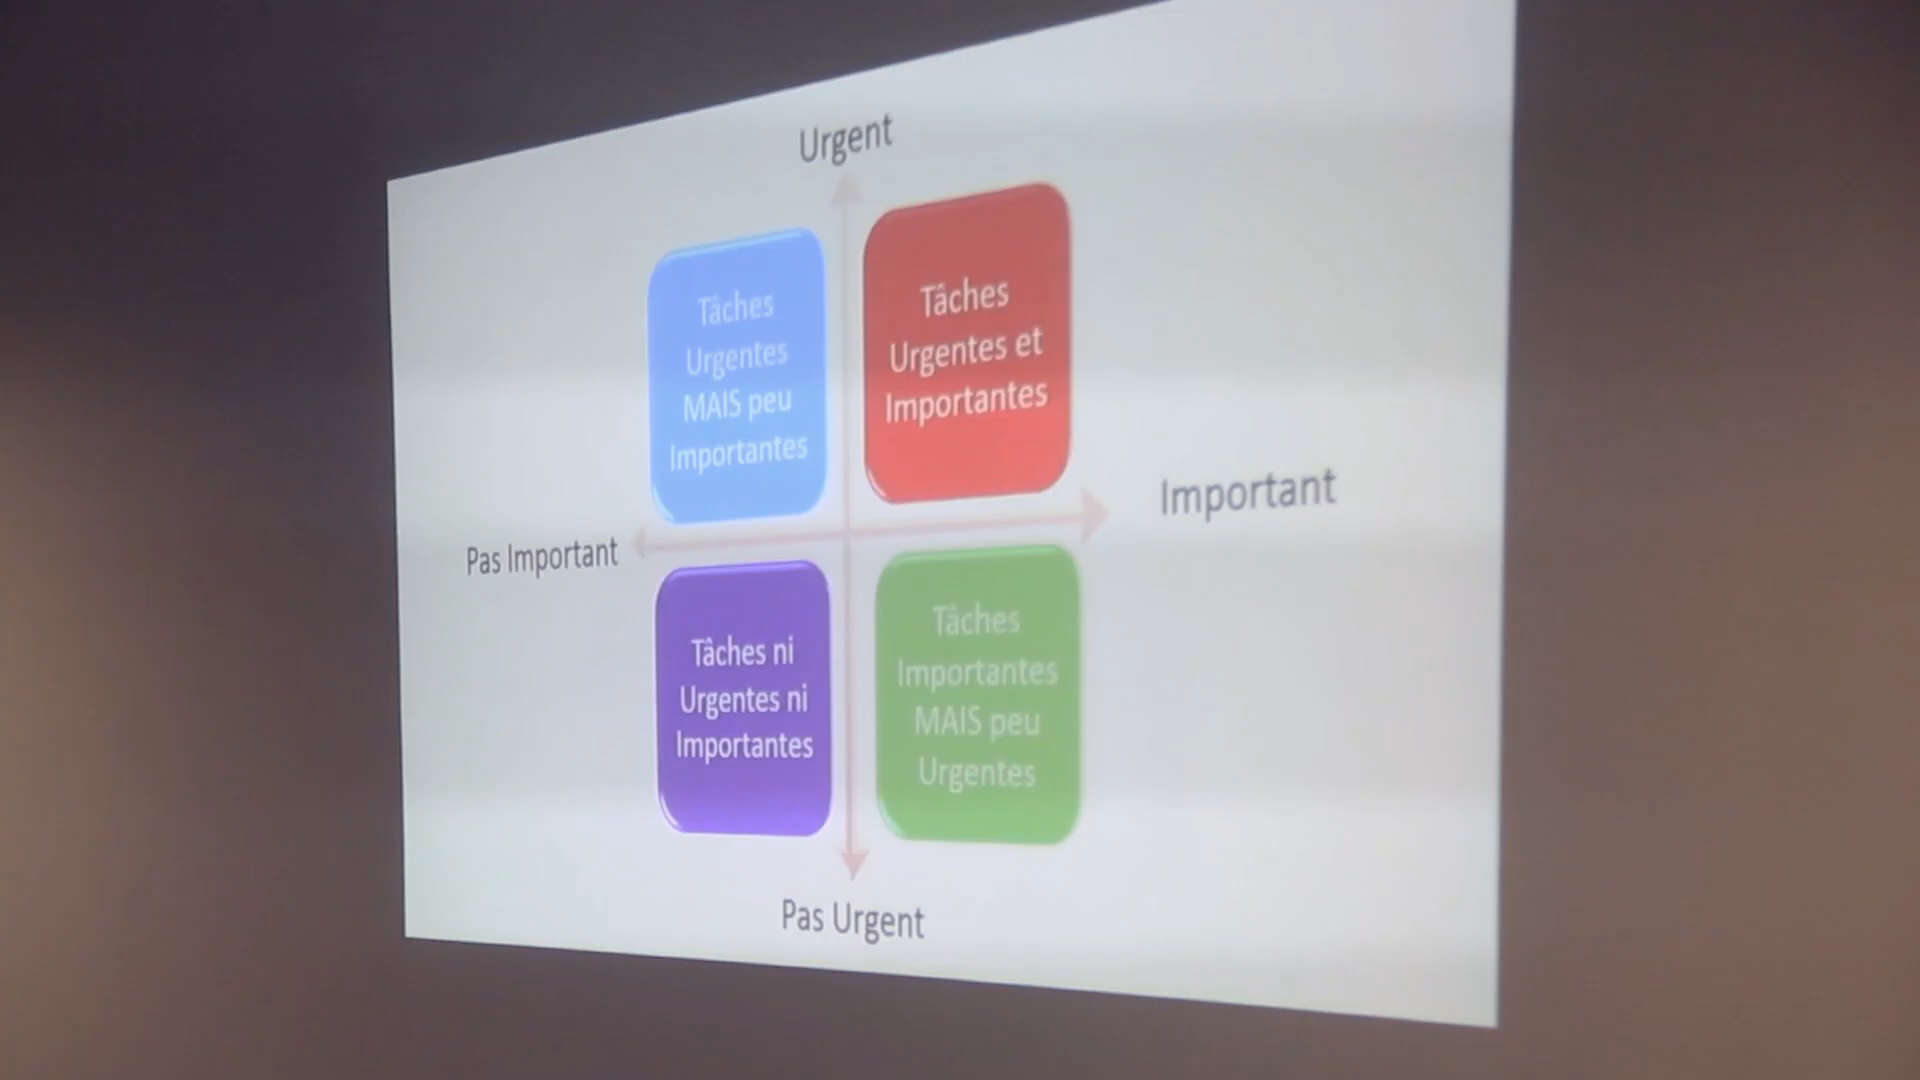 Urgent
Tâches
Urgentes
MAIS peu
Importantes
Tâches
Urgentes et
Importantes
Pas Important
Important
Tâches ni
Urgentes ni
Importantes
Tâches
Importantes
MAIS peu
Urgentes
Pas Urgent